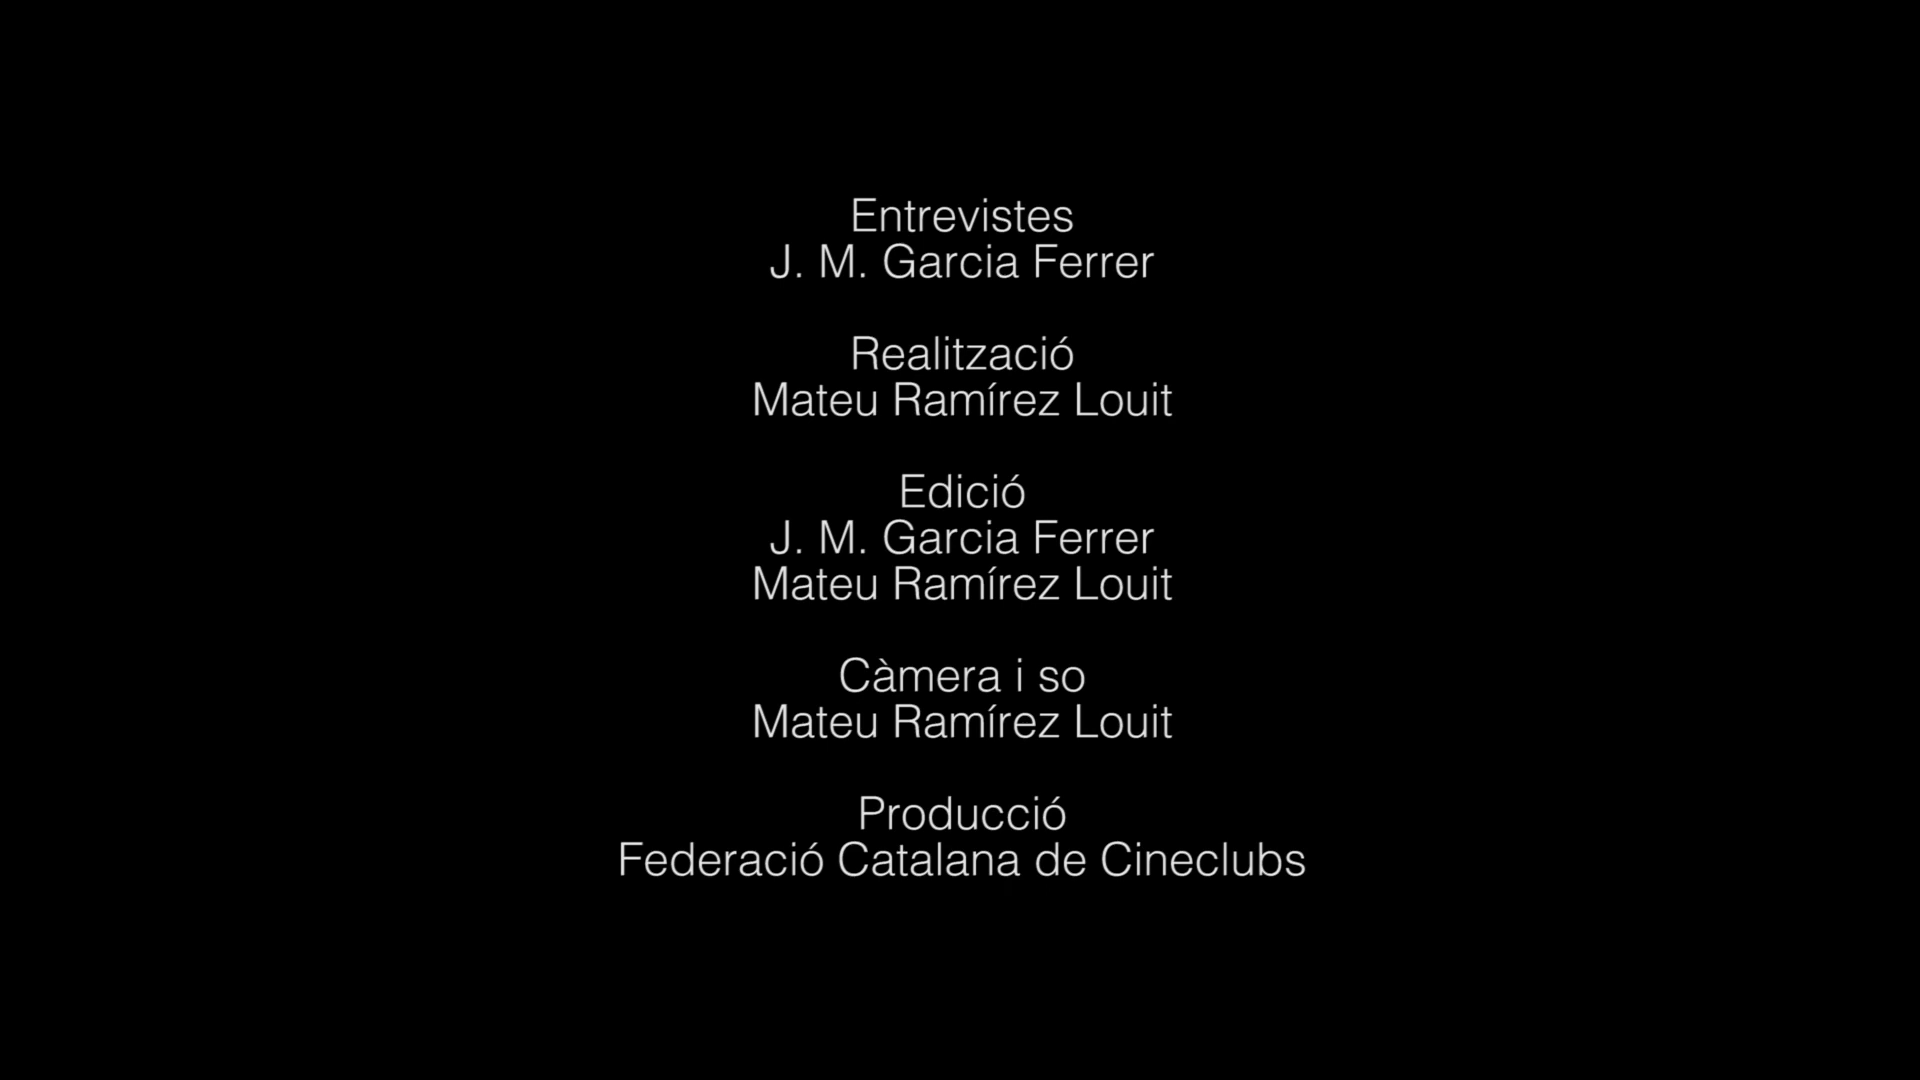 Entrevistes
J. M. Garcia Ferrer
Realització
Mateu Ramírez Louit
Edició
J. M. Garcia Ferrer
Mateu Ramírez Louit
Càmera i so
Mateu Ramírez Louit
Producció
Federació Catalana de Cineclubs